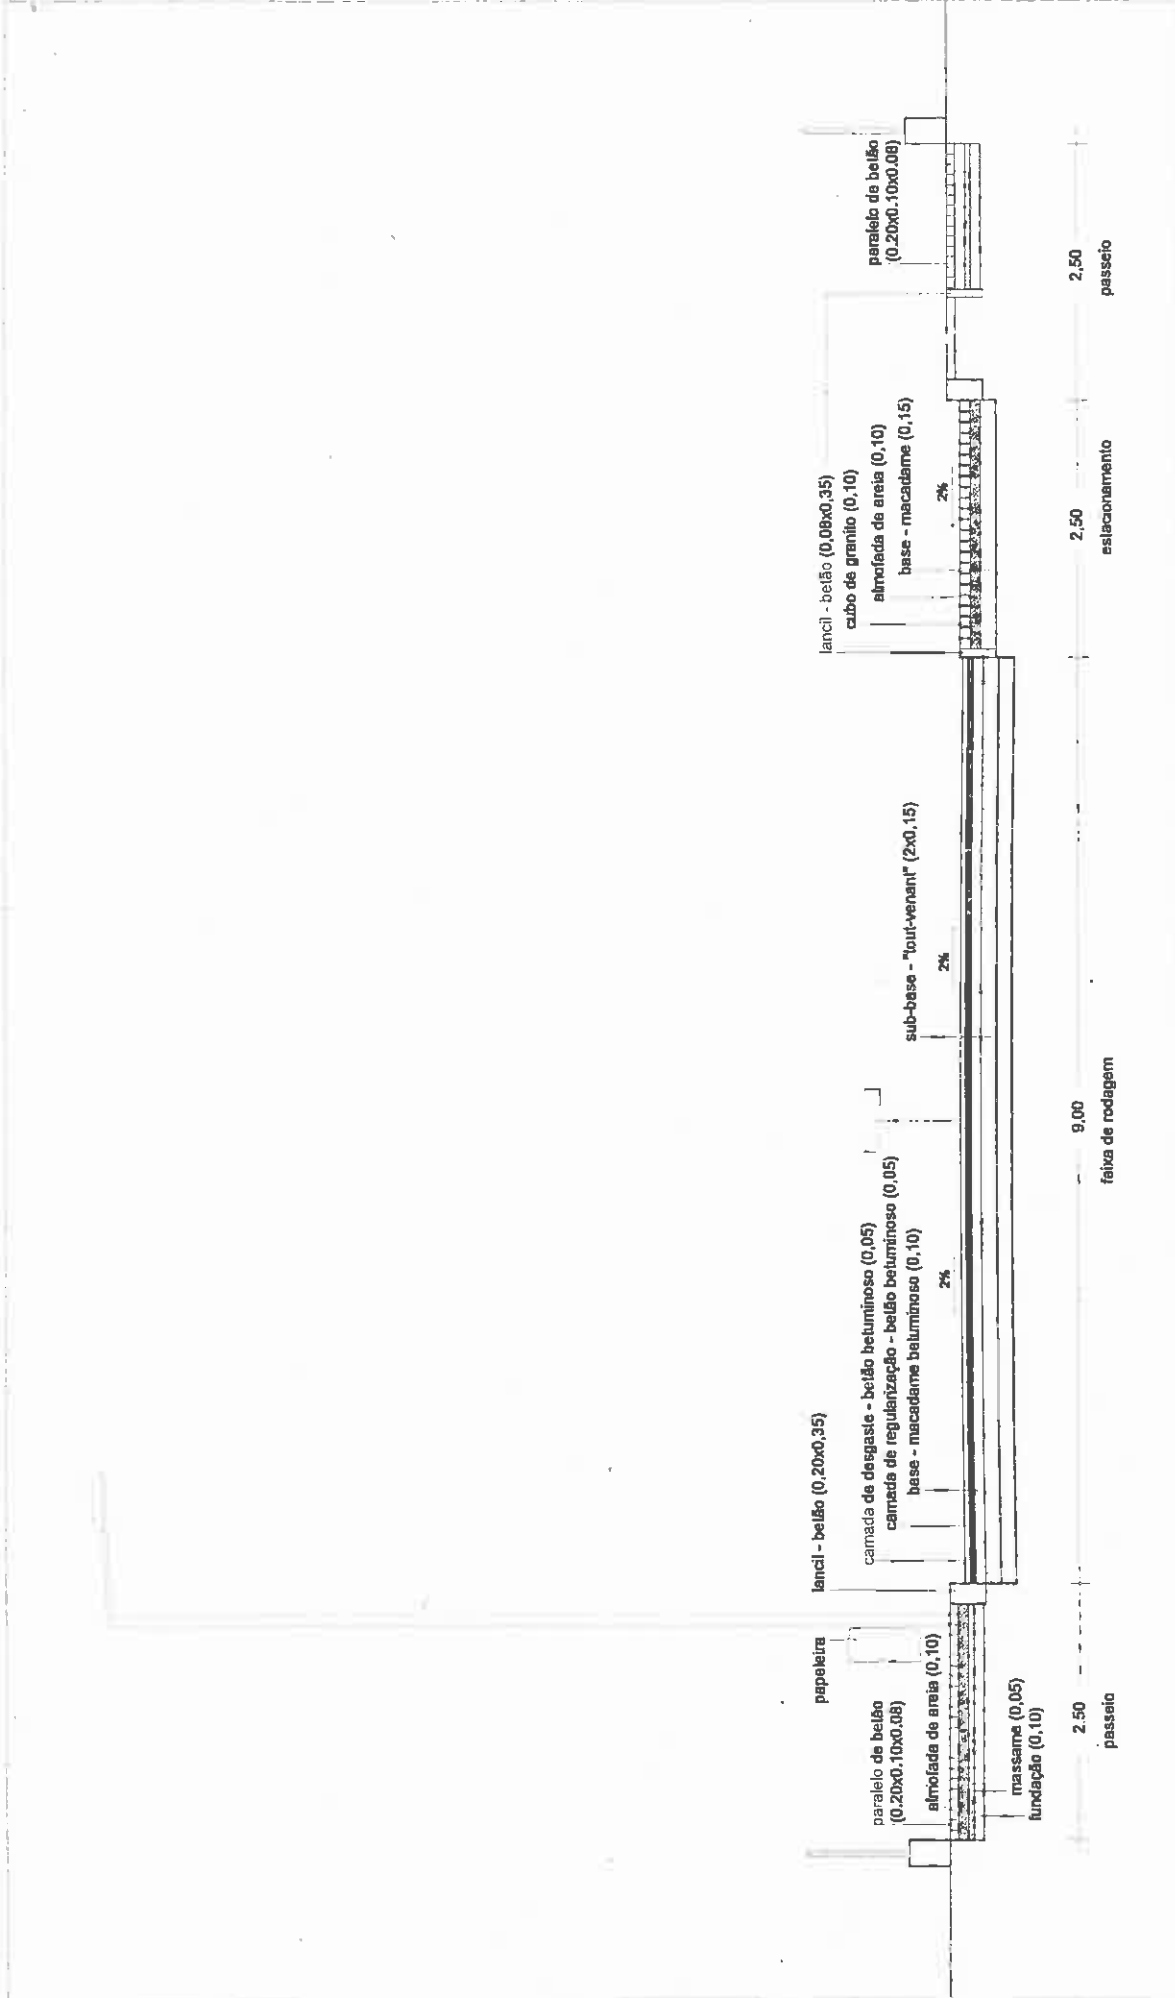 papeleira
lancil - betão (0,20x0,35)
paralelo de betão
(0.20x0.10x0.08)
almofada de areia (0,10)
massame (0,05)
fundação (0,10)
camada de desgaste - betão betuminoso (0,05)
camada de regularização - betão betuminoso (0,05)
base - macadame betuminoso (0,10)
2%
sub-base - "tout-venant" (2x0,15)
2%
lancil - betão (0,08x0,35)
cubo de granito (0,10)
almofada de areia (0,10)
base - macadame (0,15)
2%
paralelo de betão
(0.20x0.10x0.08)
2.50
passeio
9,00
faixa de rodagem
2,50
estacionamento
2,50
passeio